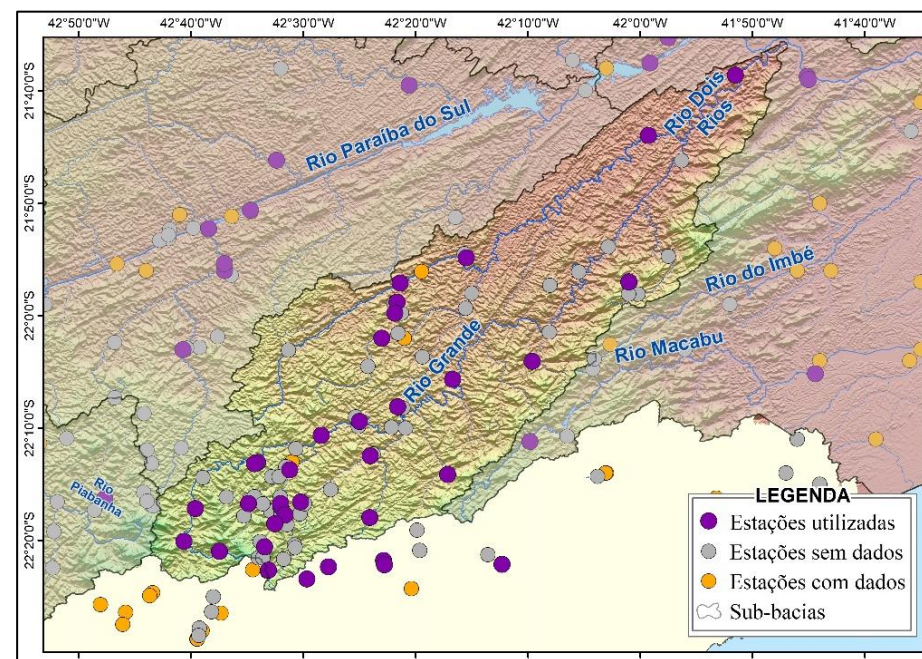 42°50'0"W 42°40'0"W 42°30'0"W 42°20'0"W 42°10'0"W 42°0'0"W 41°50'0"W 41°40'0"W
21°40'0"S
21°50'0"S
22°0'0"S
22°10'0"S
22°20'0"S
Rio Paraíba do Sul
Rio Dois
Rios
Rio do Imbé
Rio Macabu
Rio Grande
Rio
Piabanha
LEGENDA
Estações utilizadas
Estações sem dados
Estações com dados
Sub-bacias